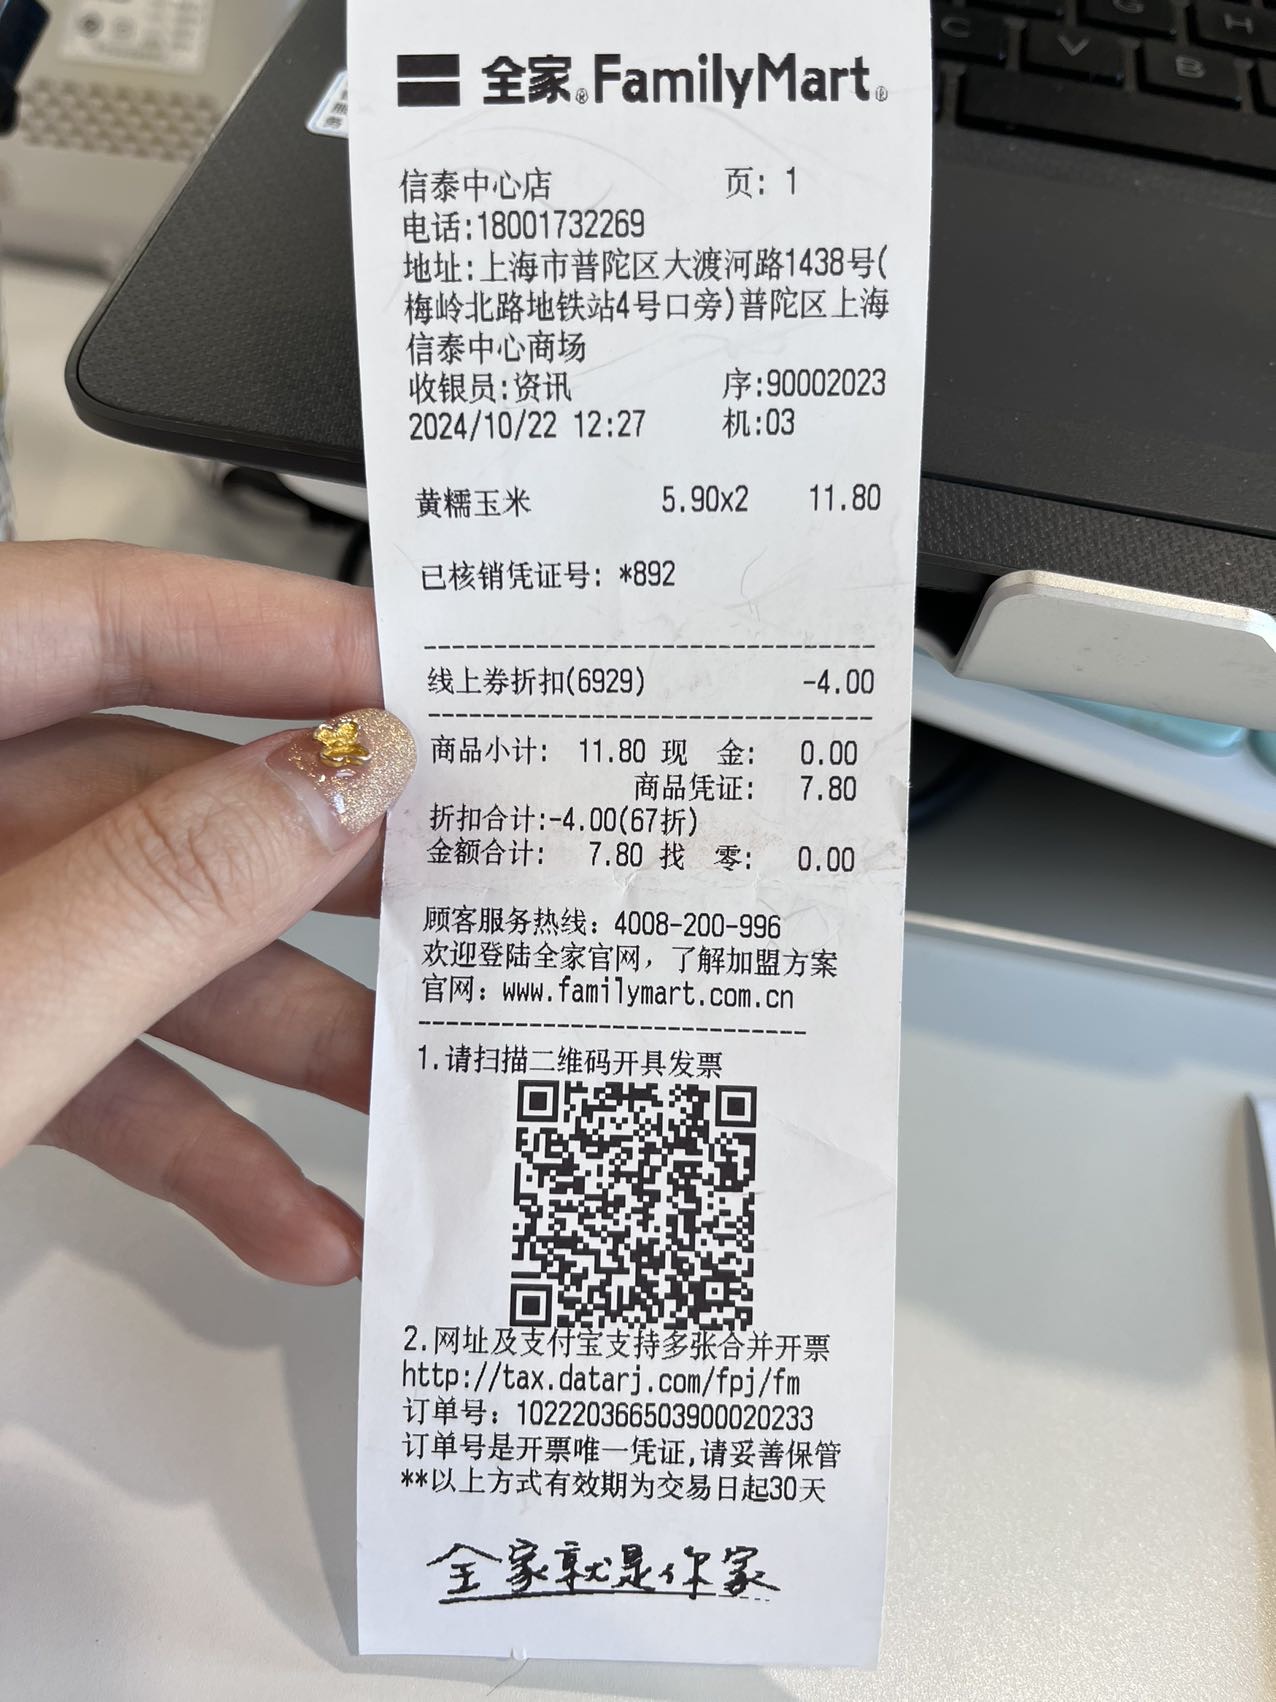 全家®FamilyMart®
信泰中心店 页: 1
电话:18001732269
地址:上海市普陀区大渡河路1438号(
梅岭北路地铁站4号口旁)普陀区上海
信泰中心商场
收银员:资讯 序:90002023
2024/10/22 12:27 机:03
黄糯玉米 5.90x2 11.80
已核销凭证号: *892
线上券折扣(6929) -4.00
商品小计: 11.80 现 金: 0.00
商品凭证: 7.80
折扣合计:-4.00(67折)
金额合计: 7.80 找 零: 0.00
顾客服务热线: 4008-200-996
欢迎登陆全家官网，了解加盟方案
官网: www.familymart.com.cn
1.请扫描二维码开具发票
2.网址及支付宝支持多张合并开票
http://tax.datarj.com/fpj/fm
订单号: 102220366503900020233
订单号是开票唯一凭证,请妥善保管
**以上方式有效期为交易日起30天
全家就是你家
C V B G H